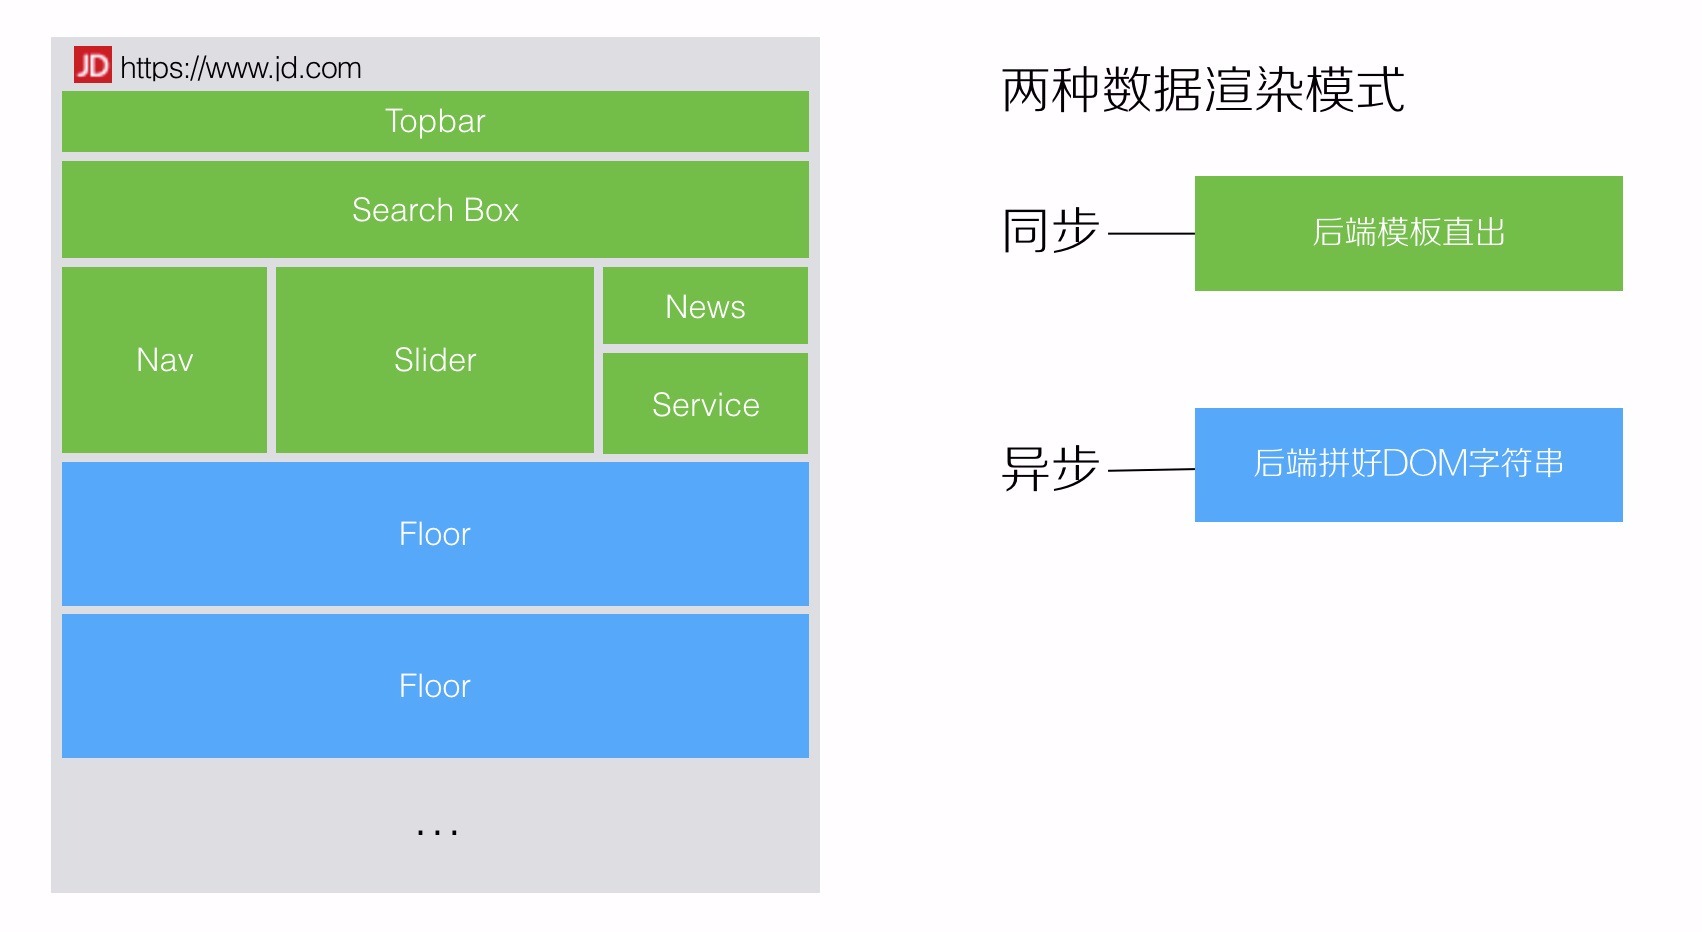 JD https://www.jd.com
Topbar
Search Box
Nav
Slider
News
Service
Floor
Floor
...
两种数据渲染模式
同步
后端模板直出
异步
后端拼好DOM字符串